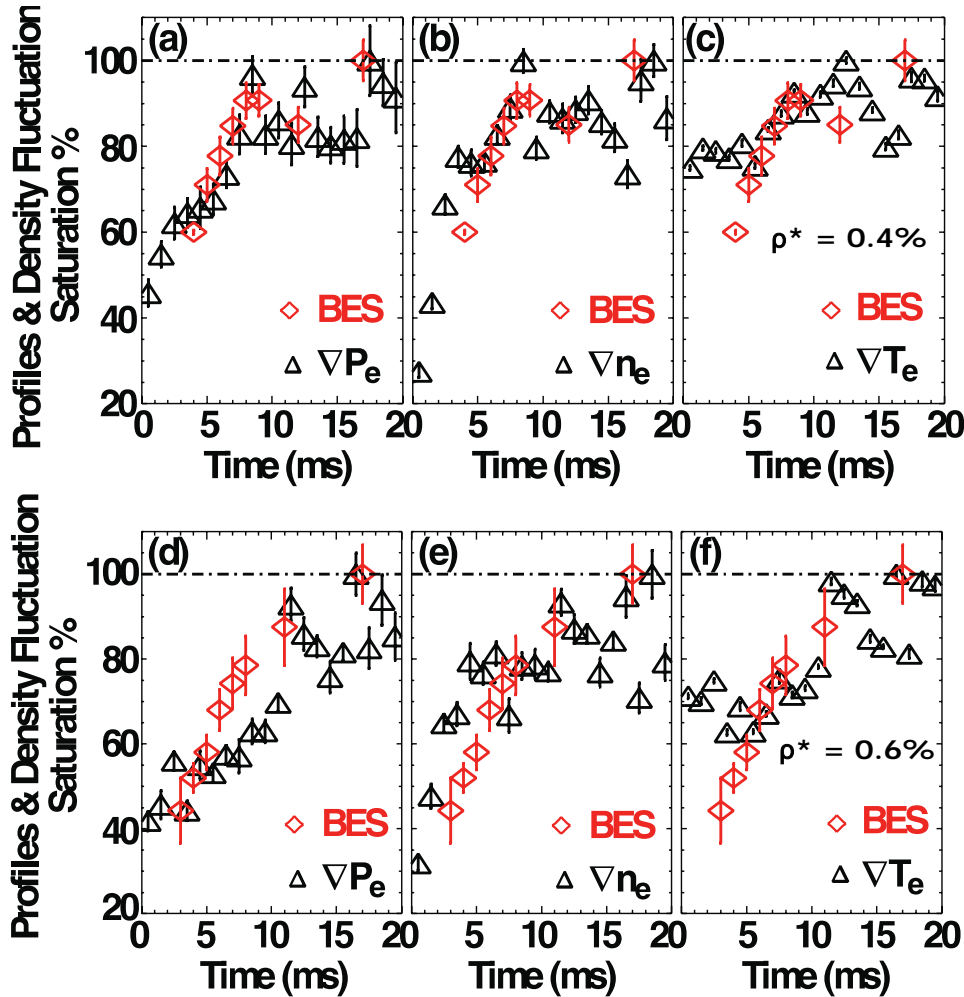 Profiles & Density Fluctuation
Saturation %
(a) (b) (c)
100
80
60
40
20
ρ* = 0.4%
BES BES BES
∇Pe ∇ne ∇Te
0 5 10 15 20 0 5 10 15 20 0 5 10 15 20
Time (ms) Time (ms) Time (ms)
Profiles & Density Fluctuation
Saturation %
(d) (e) (f)
100
80
60
40
20
ρ* = 0.6%
BES BES BES
∇Pe ∇ne ∇Te
0 5 10 15 20 0 5 10 15 20 0 5 10 15 20
Time (ms) Time (ms) Time (ms)